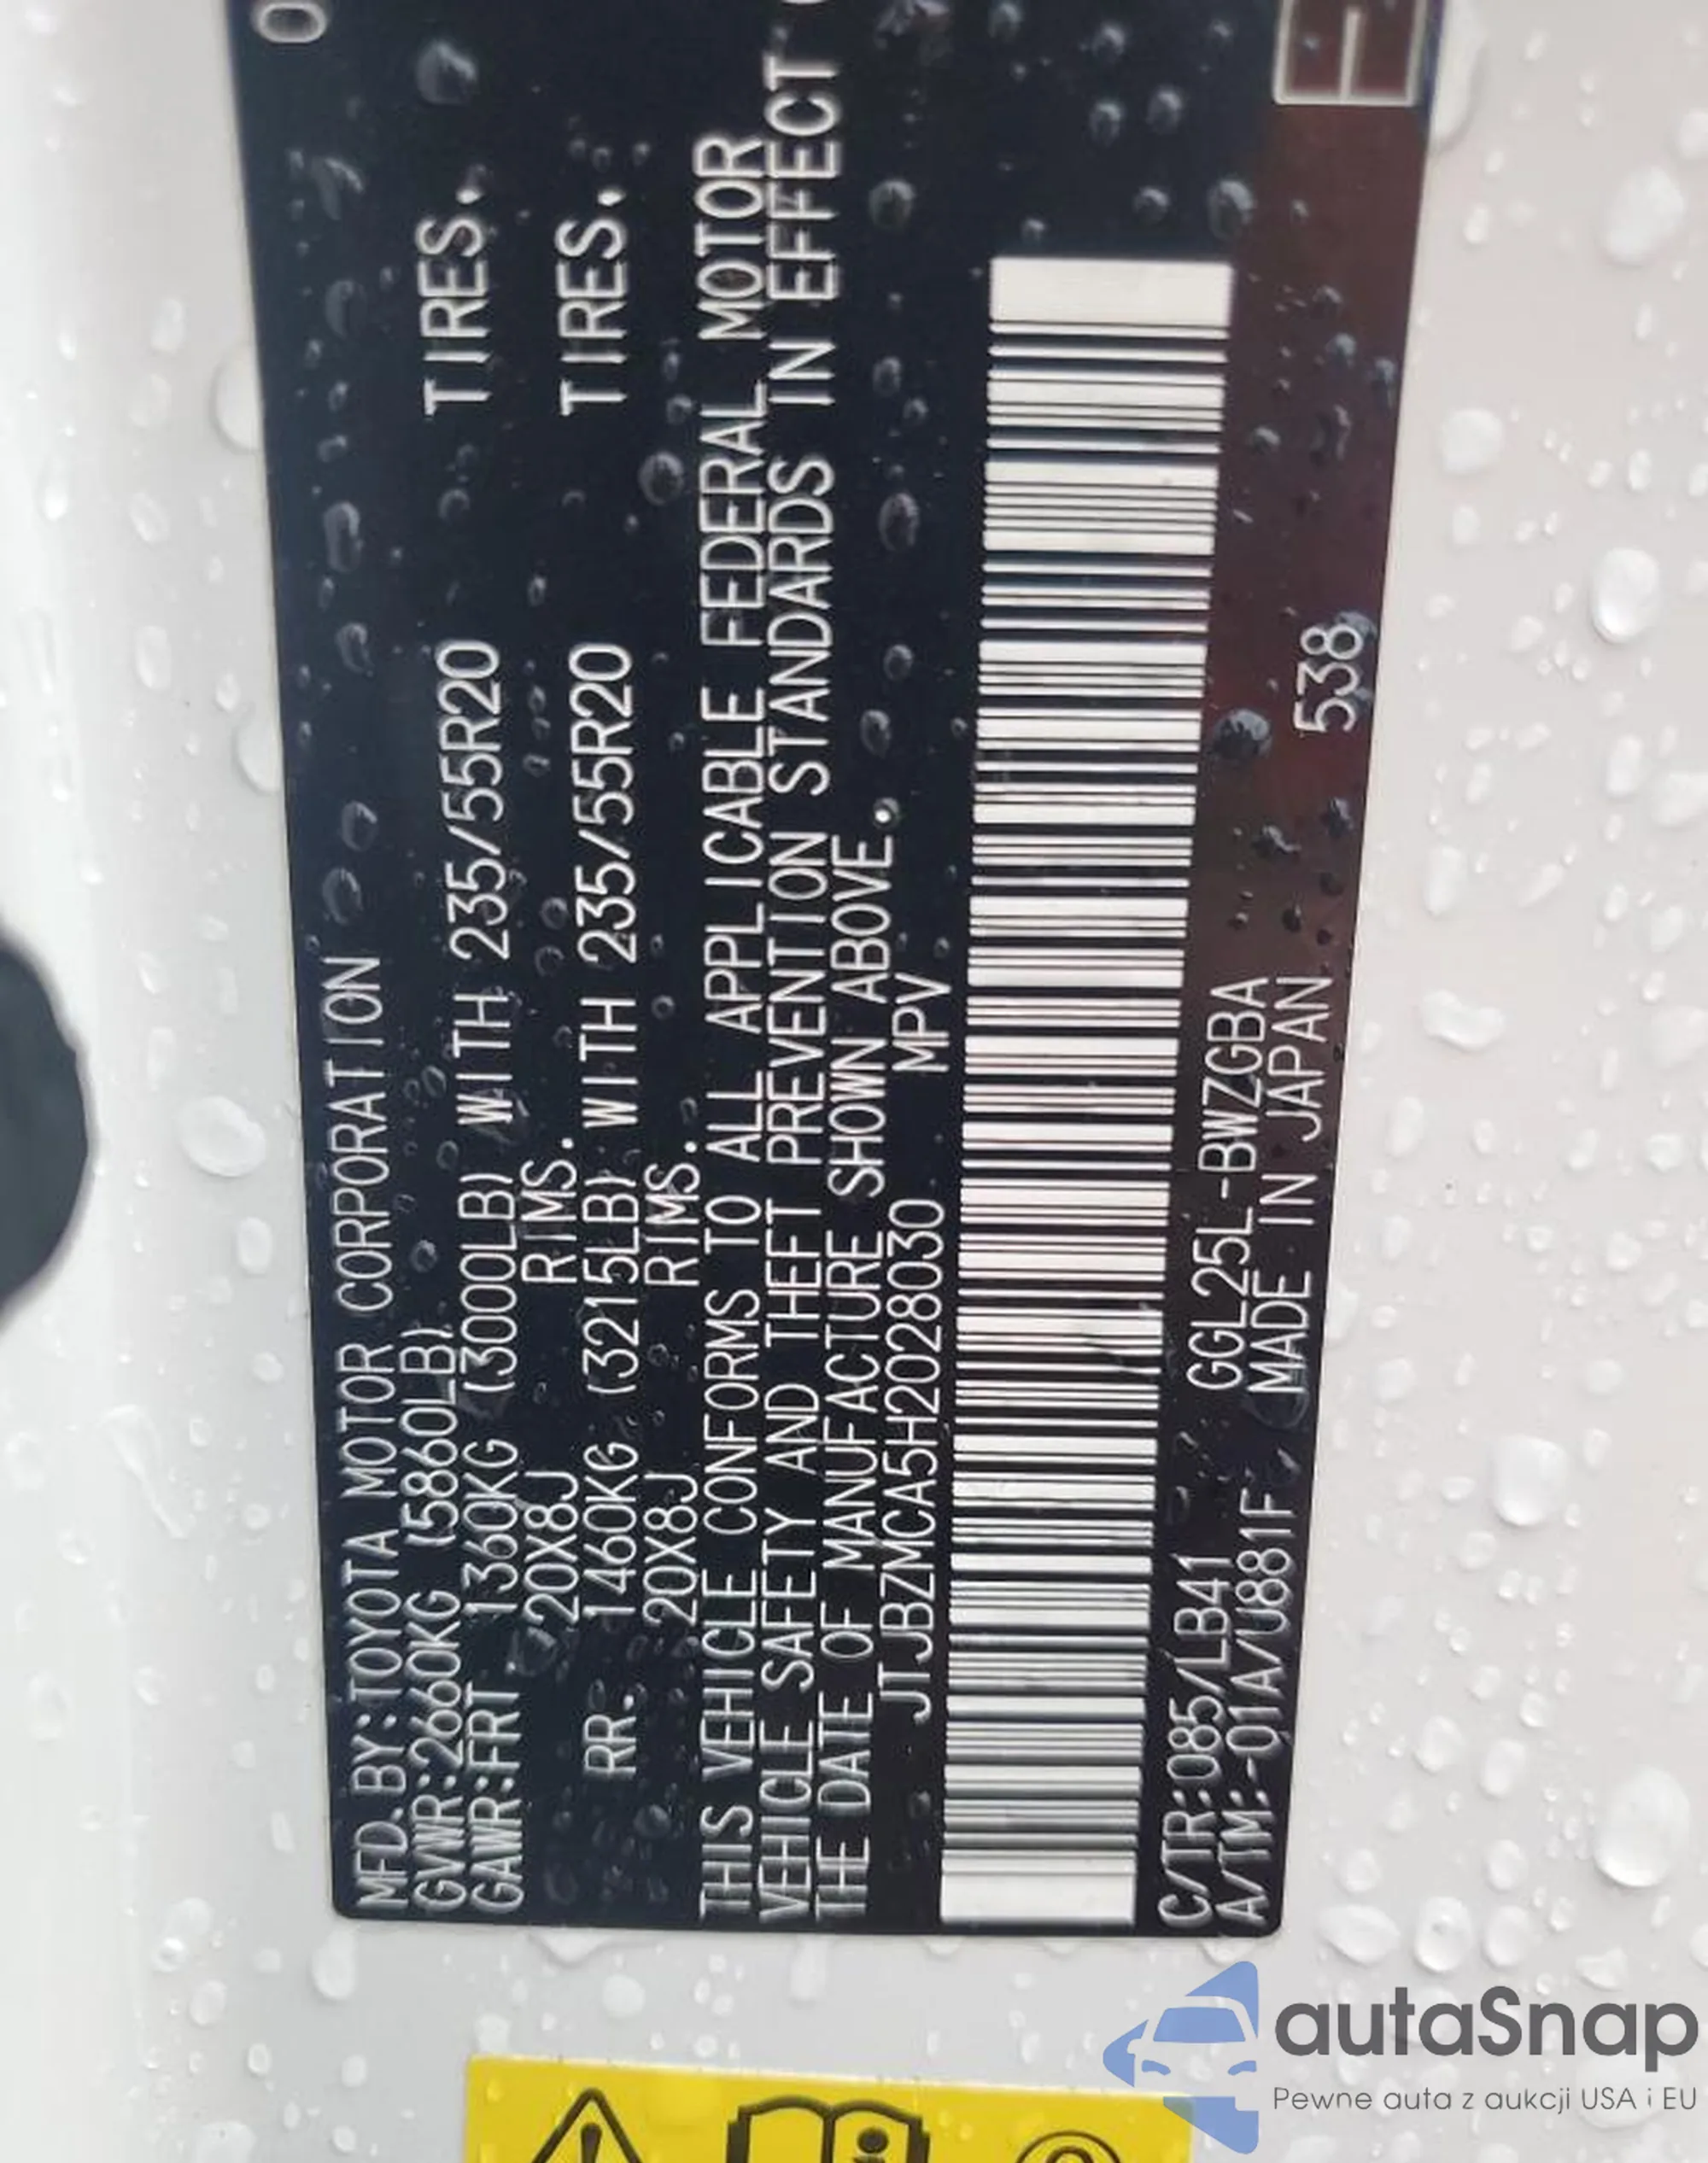 0
MFD.BY:TOYOTA MOTOR CORPORATION
GVWR:2660KG (5860LB)
GAWR:FRT 1360KG (3000LB) WITH 235/55R20 TIRES.
20X8J RIMS.
RR. 1460KG (3215LB) WITH 235/55R20 TIRES.
20X8J RIMS.
THIS VEHICLE CONFORMS TO ALL APPLICABLE FEDERAL MOTOR
VEHICLE SAFETY AND THEFT PREVENTION STANDARDS IN EFFECT
THE DATE OF MANUFACTURE SHOWN ABOVE.
JTJBZMCA5H2028030 MPV
C/TR:085/LB41 GGL25L-BWZGBA
A/TM:-01A/U881F MADE IN JAPAN 538
autaSnap
Pewne auta z aukcji USA i EU